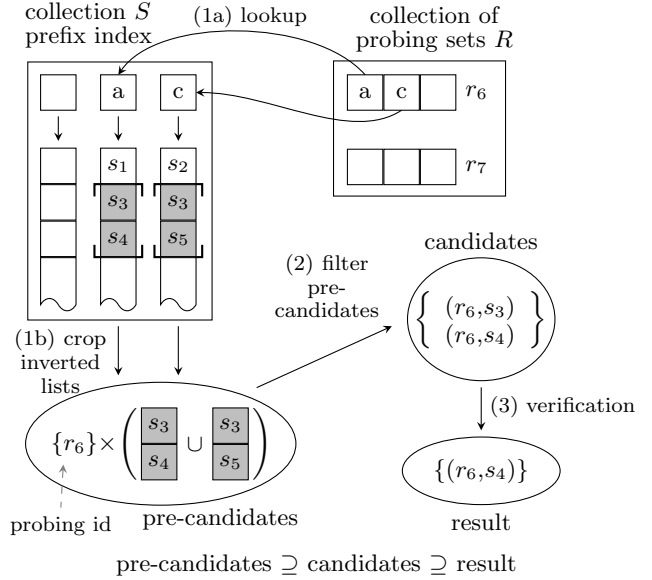 collection S
prefix index
(1a) lookup
collection of
probing sets R
a
c
a
c
r6
s1
s2
r7
s3
s3
s4
s5
(1b) crop
inverted
lists
(2) filter
pre-
candidates
candidates
{ (r6,s3) }
(r6,s4)
(3) verification
{r6}×( s3 ∪ s3 )
s4 s5
{(r6,s4)}
probing id
pre-candidates
result
pre-candidates ⊇ candidates ⊇ result